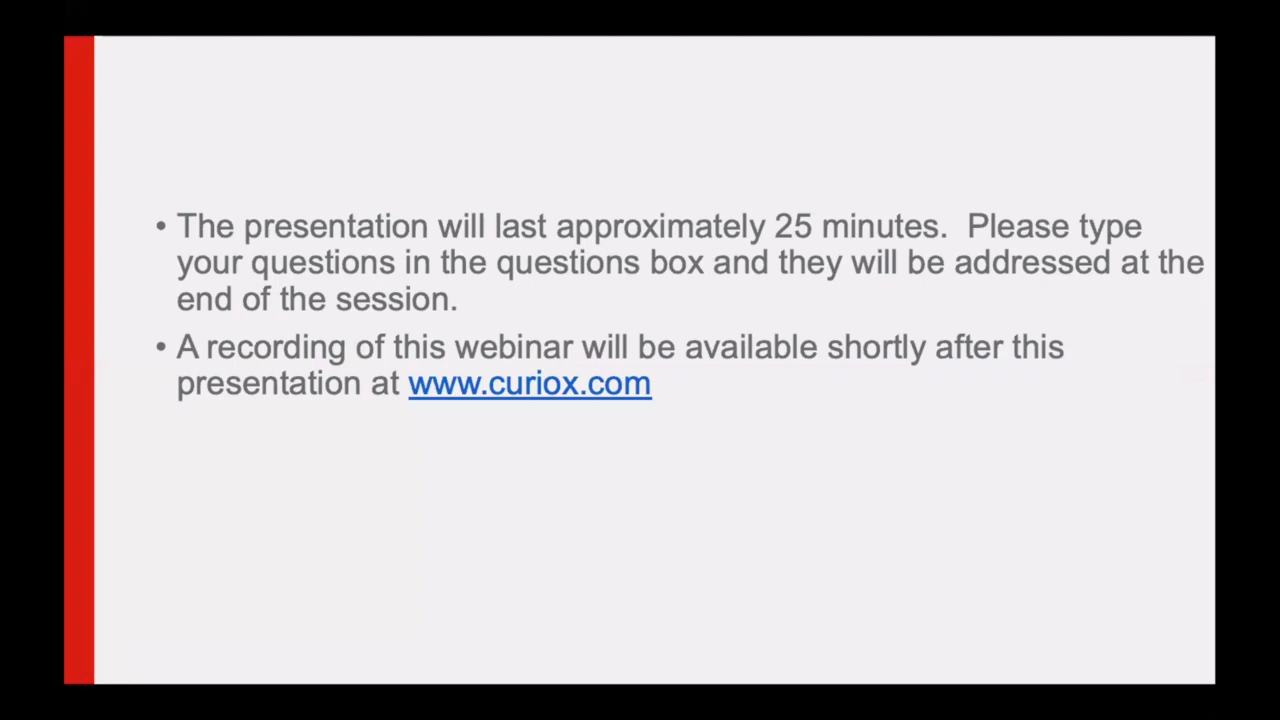 • The presentation will last approximately 25 minutes.  Please type
your questions in the questions box and they will be addressed at the
end of the session.
• A recording of this webinar will be available shortly after this
presentation at www.curiox.com